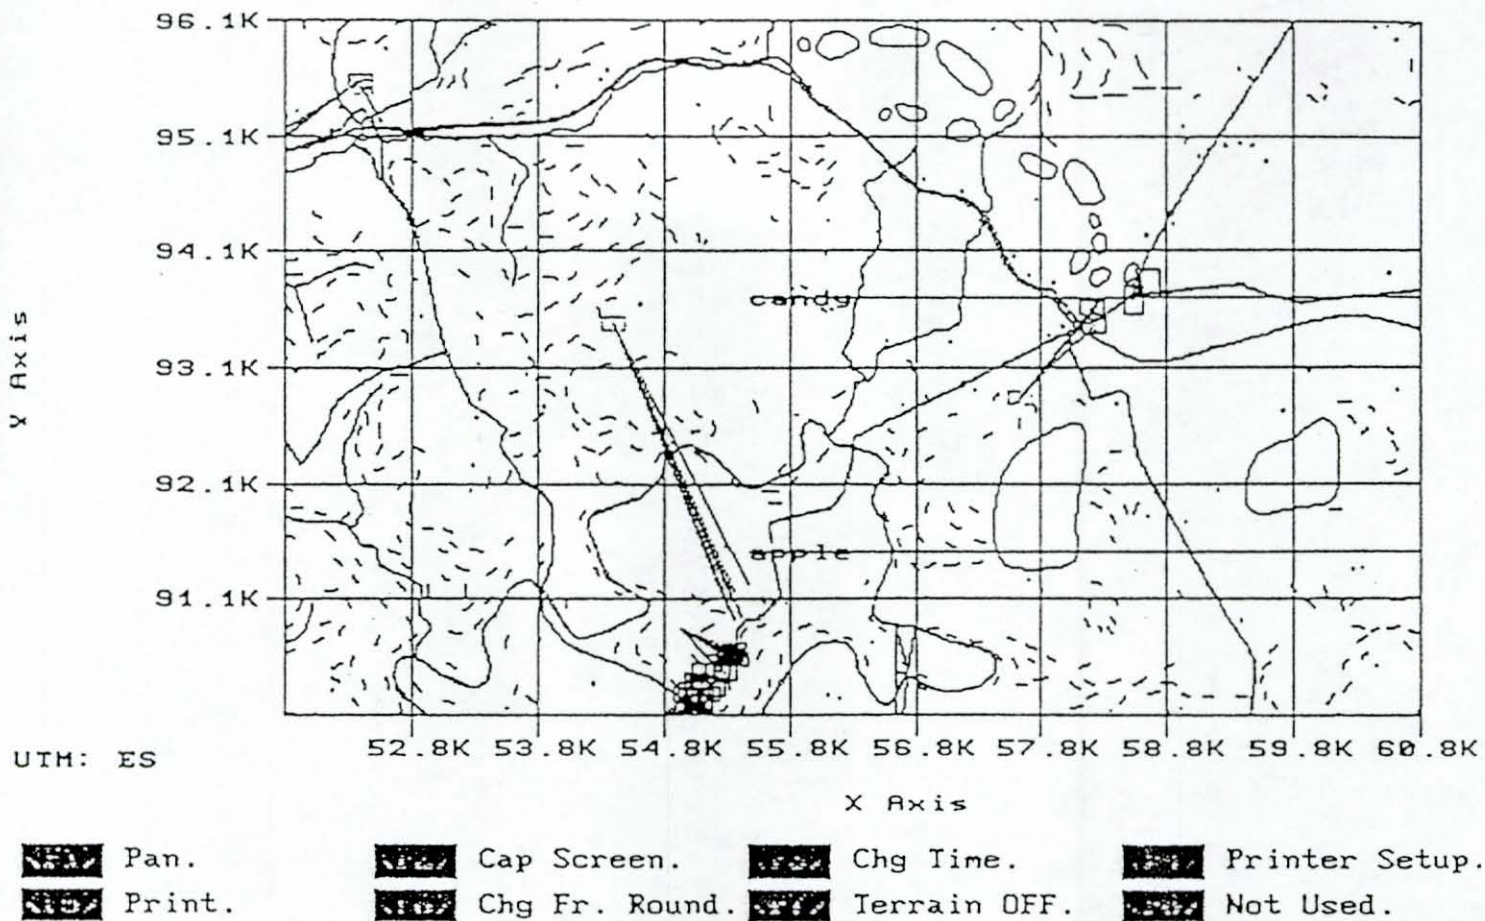 96.1K
95.1K
94.1K
candy
93.1K
92.1K
apple
91.1K
Y Axis
52.8K 53.8K 54.8K 55.8K 56.8K 57.8K 58.8K 59.8K 60.8K
UTM: ES
X Axis
Pan. Cap Screen. Chg Time. Printer Setup.
Print. Chg Fr. Round. Terrain OFF. Not Used.